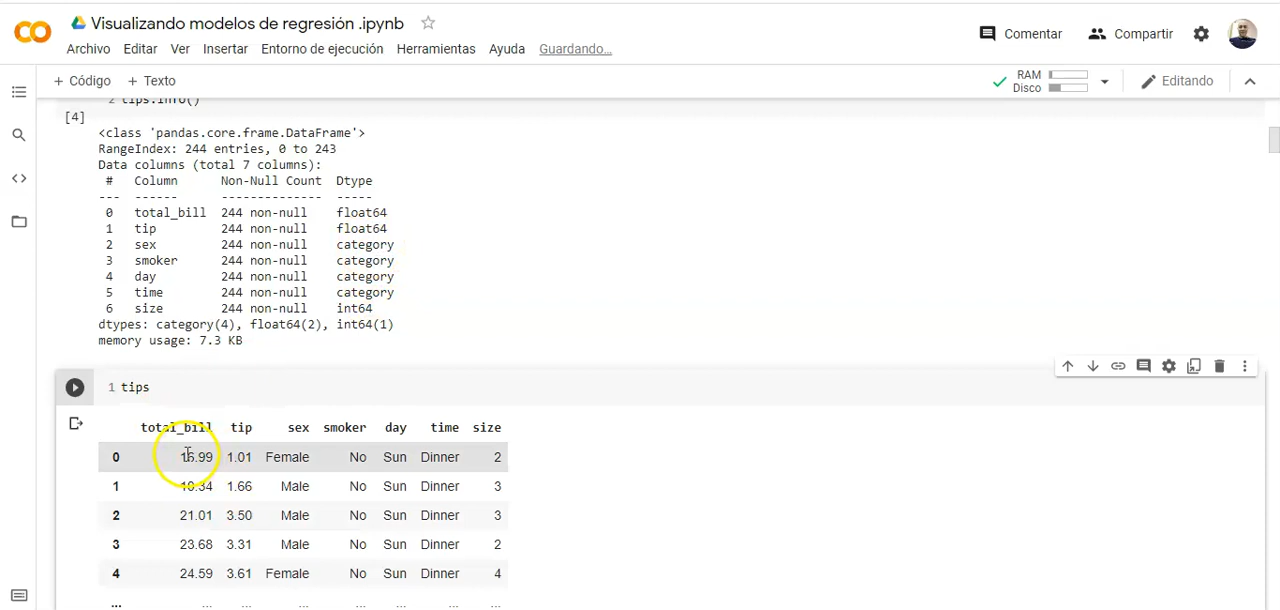 Visualizando modelos de regresión .ipynb
Archivo Editar Ver Insertar Entorno de ejecución Herramientas Ayuda Guardando...
Comentar Compartir
+ Código + Texto
RAM
Disco
Editando
2 tips.info()
[4]
<class 'pandas.core.frame.DataFrame'>
RangeIndex: 244 entries, 0 to 243
Data columns (total 7 columns):
# Column Non-Null Count Dtype
--- ------ -------------- -----
0 total_bill 244 non-null float64
1 tip 244 non-null float64
2 sex 244 non-null category
3 smoker 244 non-null category
4 day 244 non-null category
5 time 244 non-null category
6 size 244 non-null int64
dtypes: category(4), float64(2), int64(1)
memory usage: 7.3 KB
1 tips
total_bill tip sex smoker day time size
0 16.99 1.01 Female No Sun Dinner 2
1 10.34 1.66 Male No Sun Dinner 3
2 21.01 3.50 Male No Sun Dinner 3
3 23.68 3.31 Male No Sun Dinner 2
4 24.59 3.61 Female No Sun Dinner 4
... ... ... ... ... ... ... ...